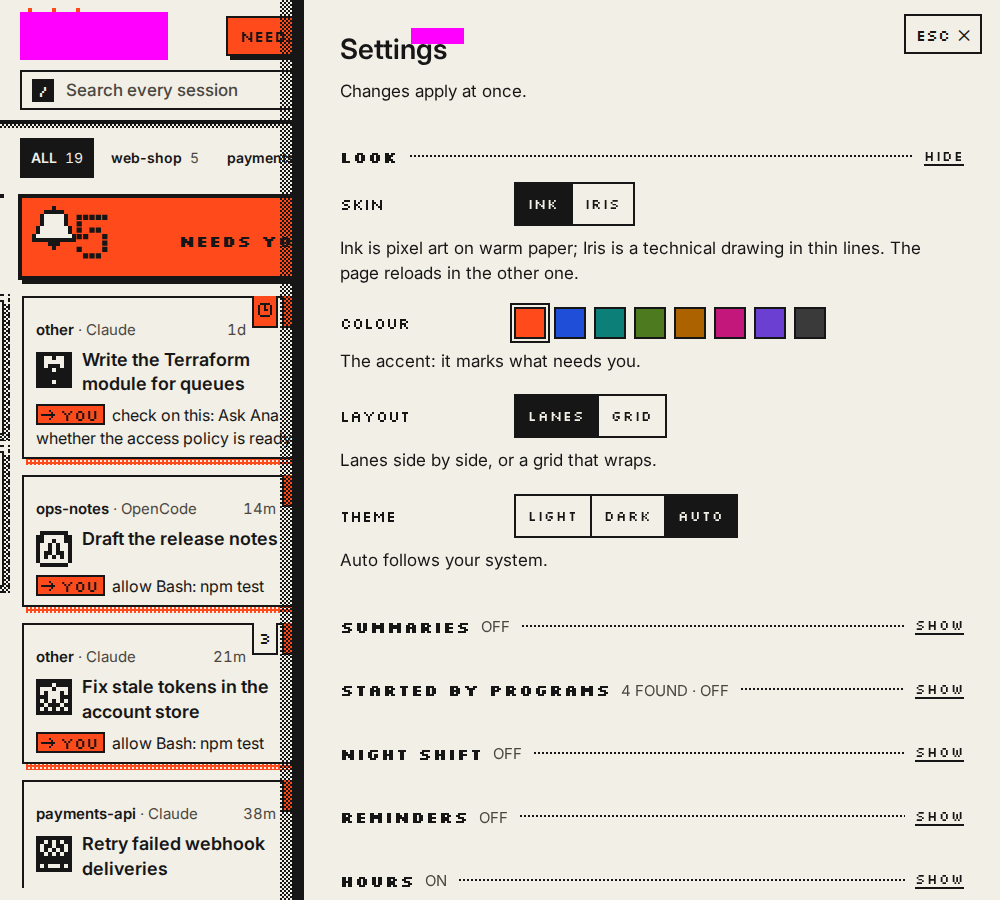 NEED
Search every session
ALL 19
web-shop 5
payment
5
NEEDS YO
other · Claude
1d
Write the Terraform
module for queues
→ YOU check on this: Ask Ana
whether the access policy is ready
ops-notes · OpenCode
14m
Draft the release notes
→ YOU allow Bash: npm test
3
other · Claude
21m
Fix stale tokens in the
account store
→ YOU allow Bash: npm test
payments-api · Claude
38m
Retry failed webhook
deliveries
Settings
ESC ×
Changes apply at once.
LOOK
HIDE
SKIN
INK
IRIS
Ink is pixel art on warm paper; Iris is a technical drawing in thin lines. The
page reloads in the other one.
COLOUR
The accent: it marks what needs you.
LAYOUT
LANES
GRID
Lanes side by side, or a grid that wraps.
THEME
LIGHT
DARK
AUTO
Auto follows your system.
SUMMARIES OFF
SHOW
STARTED BY PROGRAMS 4 FOUND · OFF
SHOW
NIGHT SHIFT OFF
SHOW
REMINDERS OFF
SHOW
HOURS ON
SHOW